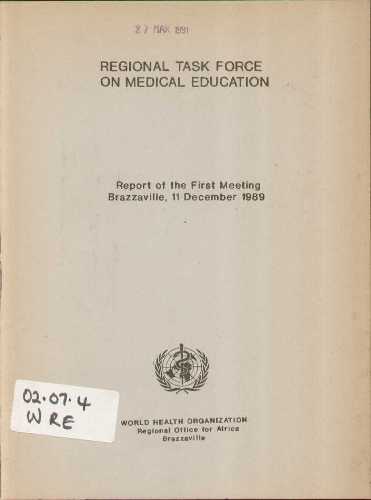 27 MAR 1991
REGIONAL TASK FORCE
ON MEDICAL EDUCATION
Report of the First Meeting
Brazzaville, 11 December 1989
02.07.4
WRE
WORLD HEALTH ORGANIZATION
Regional Office for Africa
Brazzaville